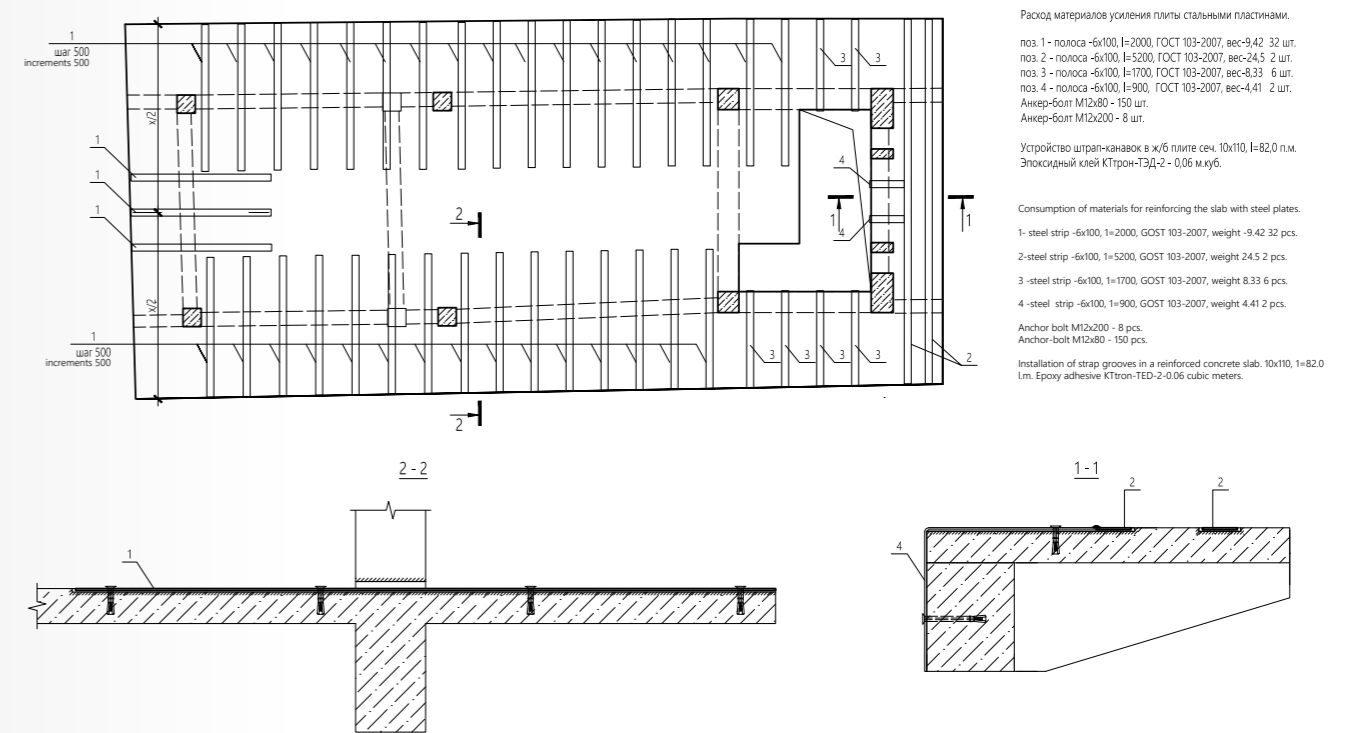 1
шаг 500
increments 500
3
3
x/2
1
1
1
2
4
4
1
1
x/2
1
шаг 500
increments 500
3
3
3
3
2
2
Расход материалов усиления плиты стальными пластинами.
поз. 1 - полоса -6x100, l=2000, ГОСТ 103-2007, вес-9,42 32 шт.
поз. 2 - полоса -6x100, l=5200, ГОСТ 103-2007, вес-24,5 2 шт.
поз. 3 - полоса -6x100, l=1700, ГОСТ 103-2007, вес-8,33 6 шт.
поз. 4 - полоса -6x100, l=900, ГОСТ 103-2007, вес-4,41 2 шт.
Анкер-болт М12x80 - 150 шт.
Анкер-болт М12x200 - 8 шт.
Устройство штрап-канавок в ж/б плите сеч. 10x110, l=82,0 п.м.
Эпоксидный клей КТтрон-ТЭД-2 - 0,06 м.куб.
Consumption of materials for reinforcing the slab with steel plates.
1- steel strip -6x100, 1=2000, GOST 103-2007, weight -9.42 32 pcs.
2-steel strip -6x100, 1=5200, GOST 103-2007, weight 24.5 2 pcs.
3 -steel strip -6x100, 1=1700, GOST 103-2007, weight 8.33 6 pcs.
4 -steel strip -6x100, 1=900, GOST 103-2007, weight 4.41 2 pcs.
Anchor bolt M12x200 - 8 pcs.
Anchor-bolt M12x80 - 150 pcs.
Installation of strap grooves in a reinforced concrete slab. 10x110, 1=82.0
l.m. Epoxy adhesive KTtron-TED-2-0.06 cubic meters.
2 - 2
1
1-1
2
2
4